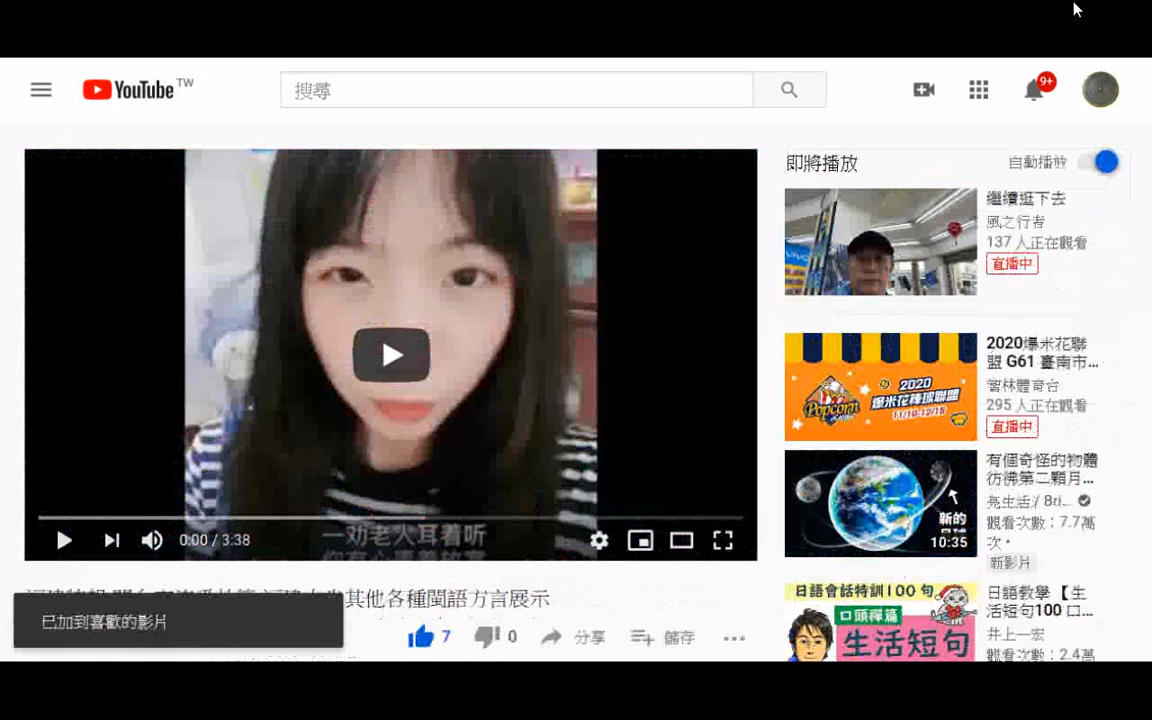 YouTube TW
搜尋
9+
即將播放
自動播放
繼續逛下去
風之行者
137 人正在觀看
直播中
VIVO
2020爆米花聯
盟 G61 臺南市...
智林體育台
295 人正在觀看
直播中
Popcorn
2020
爆米花棒球聯盟
有個奇怪的物體
彷彿第二顆月...
亮生活 / Bri...
觀看次數：7.7萬
次 •
新影片
新的
10:35
一劝老大耳着听
0:00 / 3:38
其他各種閩語方言展示
已加到喜歡的影片
7
0
分享
儲存
日語會話特訓100句
口頭禪篇
生活短句
日語教學【生
活短句100 口...
井上一宏
觀看次數：2.4萬